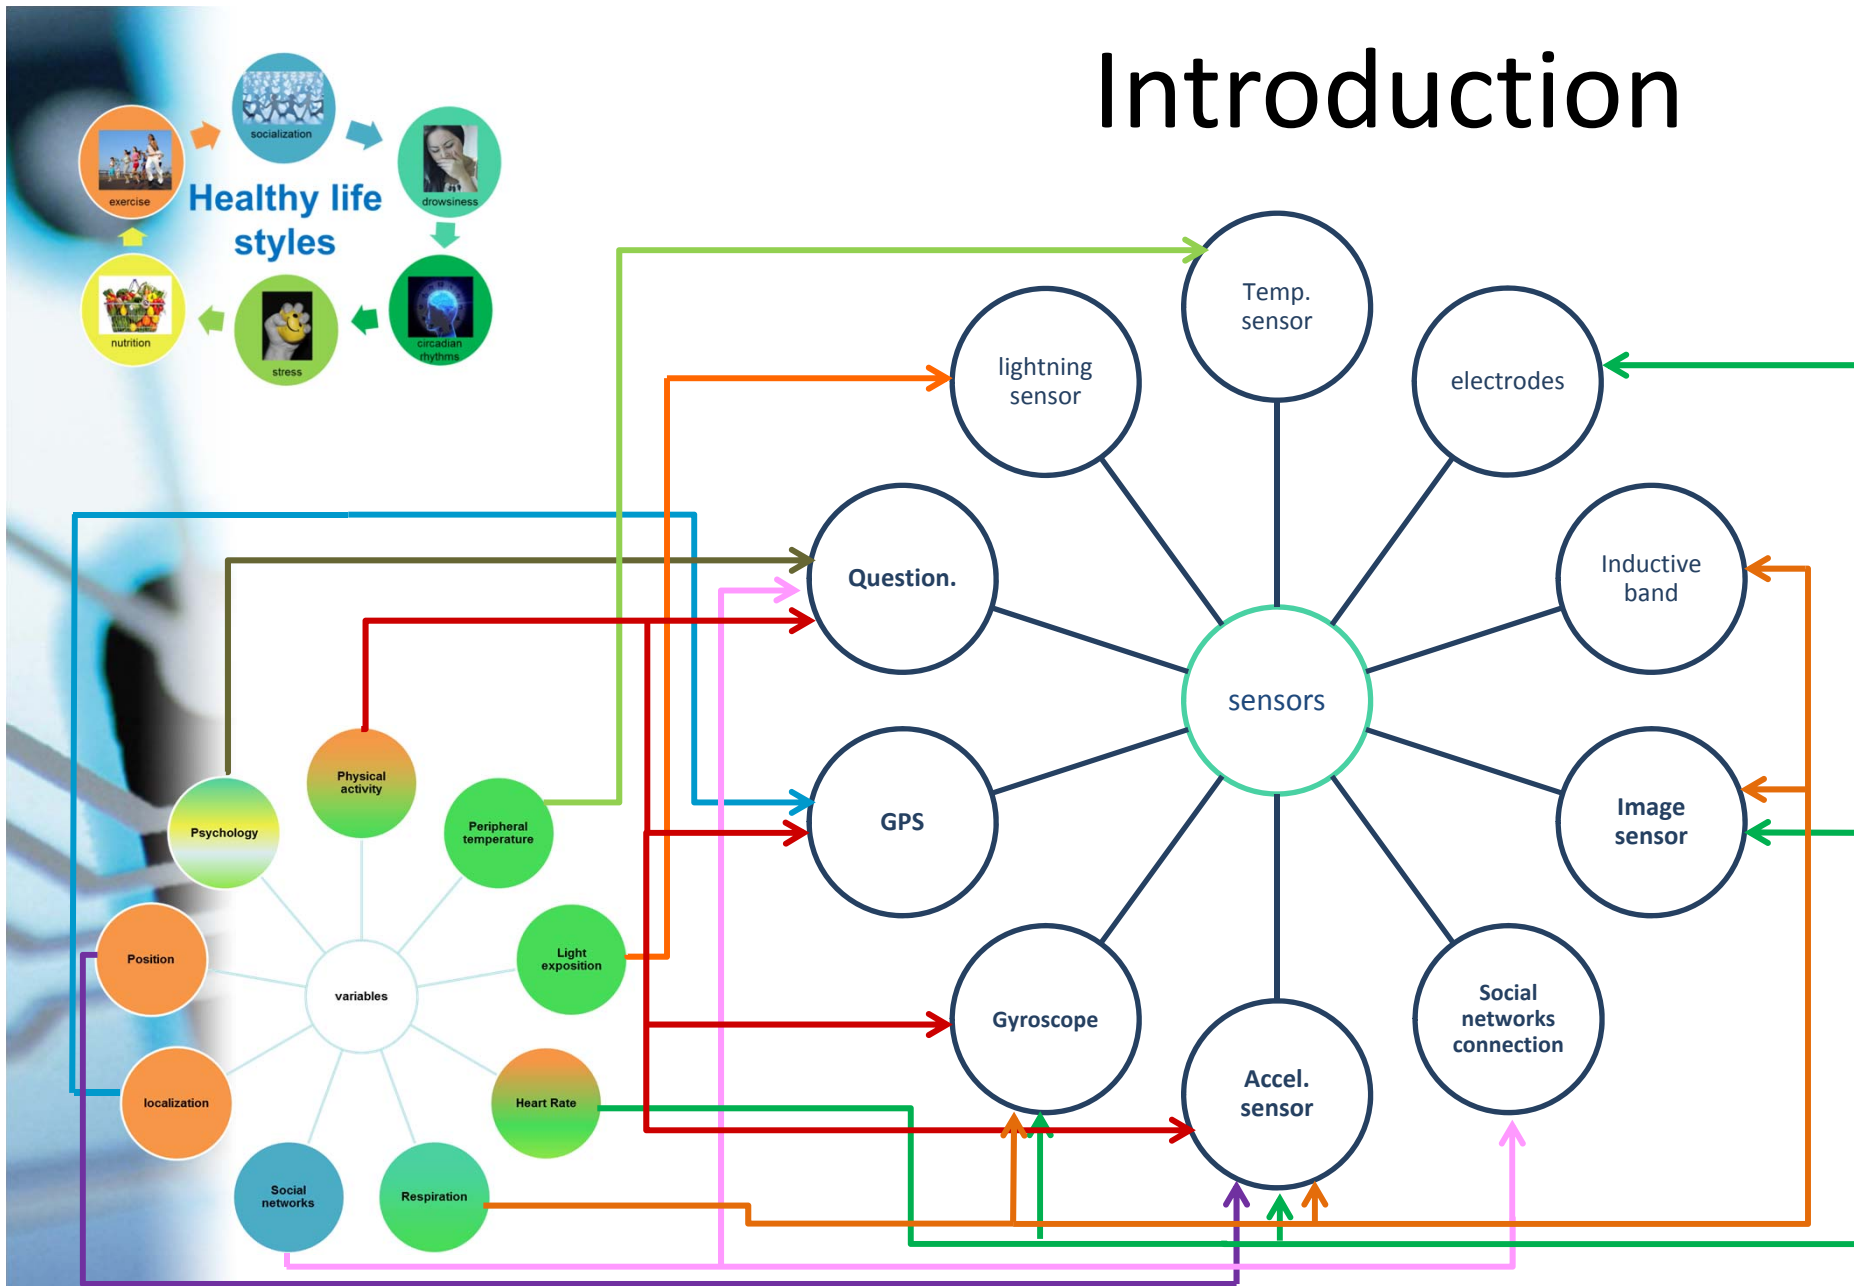 Introduction
socialization
exercise
drowsiness
Healthy life
styles
nutrition
stress
circadian
rhythms
Temp.
sensor
lightning
sensor
electrodes
Question.
Inductive
band
sensors
GPS
Image
sensor
Gyroscope
Accel.
sensor
Social
networks
connection
Physical
activity
Psychology
Peripheral
temperature
Position
Light
exposition
variables
localization
Heart Rate
Social
networks
Respiration